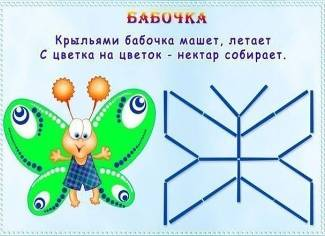 БАБОЧКА
Крыльями бабочка машет, летает
С цветка на цветок - нектар собирает.